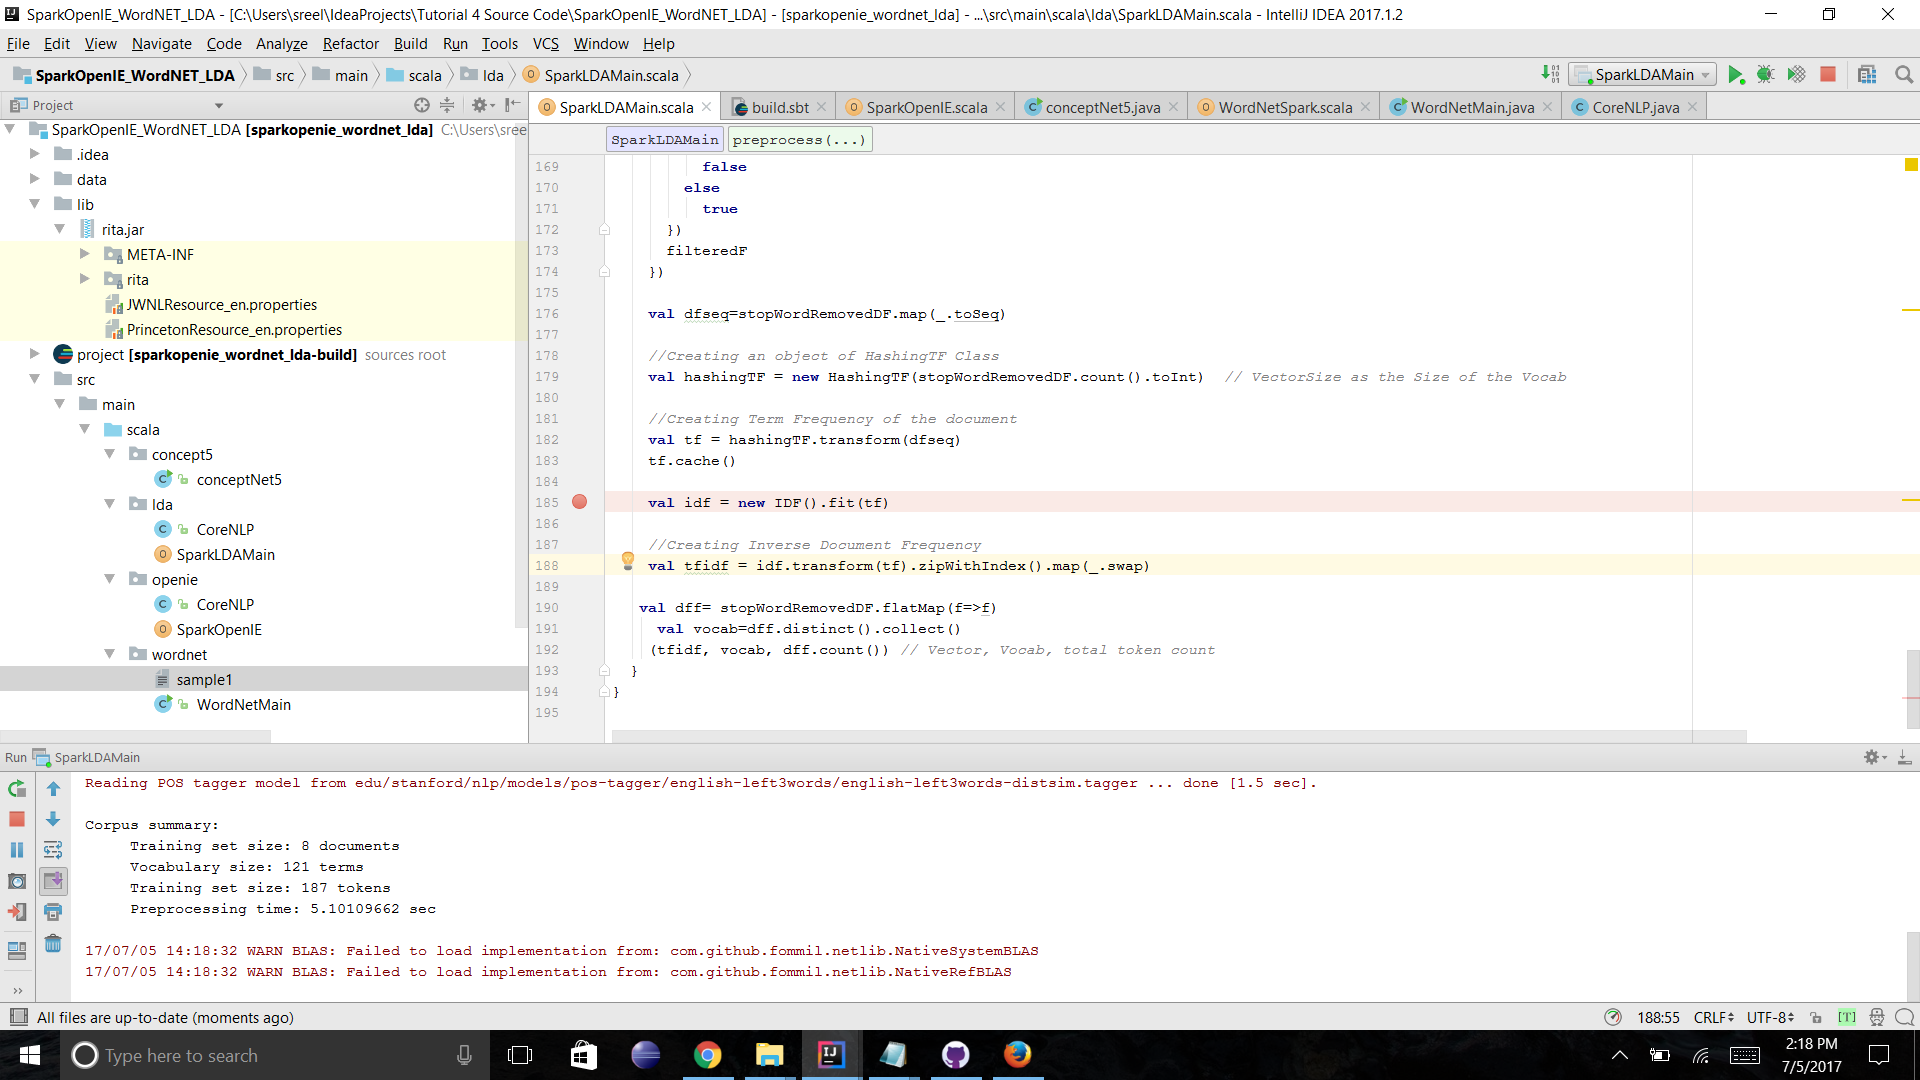 SparkOpenIE_WordNET_LDA - [C:\Users\sreel\IdeaProjects\Tutorial 4 Source Code\SparkOpenIE_WordNET_LDA] - [sparkopenie_wordnet_lda] - ...\src\main\scala\lda\SparkLDAMain.scala - IntelliJ IDEA 2017.1.2
File Edit View Navigate Code Analyze Refactor Build Run Tools VCS Window Help
SparkOpenIE_WordNET_LDA src main scala lda SparkLDAMain.scala SparkLDAMain
Project
SparkLDAMain.scala build.sbt SparkOpenIE.scala conceptNet5.java WordNetSpark.scala WordNetMain.java CoreNLP.java
SparkOpenIE_WordNET_LDA [sparkopenie_wordnet_lda] C:\Users\sree
.idea
data
lib
rita.jar
META-INF
rita
JWNLResource_en.properties
PrincetonResource_en.properties
project [sparkopenie_wordnet_lda-build] sources root
src
main
scala
concept5
conceptNet5
lda
CoreNLP
SparkLDAMain
openie
CoreNLP
SparkOpenIE
wordnet
sample1
WordNetMain
SparkLDAMain preprocess(...)
169 false
170 else
171 true
172 })
173 filteredF
174 })
175
176 val dfseq=stopWordRemovedDF.map(_.toSeq)
177
178 //Creating an object of HashingTF Class
179 val hashingTF = new HashingTF(stopWordRemovedDF.count().toInt) // VectorSize as the Size of the Vocab
180
181 //Creating Term Frequency of the document
182 val tf = hashingTF.transform(dfseq)
183 tf.cache()
184
185 val idf = new IDF().fit(tf)
186
187 //Creating Inverse Document Frequency
188 val tfidf = idf.transform(tf).zipWithIndex().map(_.swap)
189
190 val dff= stopWordRemovedDF.flatMap(f=>f)
191 val vocab=dff.distinct().collect()
192 (tfidf, vocab, dff.count()) // Vector, Vocab, total token count
193 }
194 }
195
Run SparkLDAMain
Reading POS tagger model from edu/stanford/nlp/models/pos-tagger/english-left3words/english-left3words-distsim.tagger ... done [1.5 sec].
Corpus summary:
Training set size: 8 documents
Vocabulary size: 121 terms
Training set size: 187 tokens
Preprocessing time: 5.10109662 sec
17/07/05 14:18:32 WARN BLAS: Failed to load implementation from: com.github.fommil.netlib.NativeSystemBLAS
17/07/05 14:18:32 WARN BLAS: Failed to load implementation from: com.github.fommil.netlib.NativeRefBLAS
All files are up-to-date (moments ago) 188:55 CRLF UTF-8 [T]
Type here to search
2:18 PM
7/5/2017